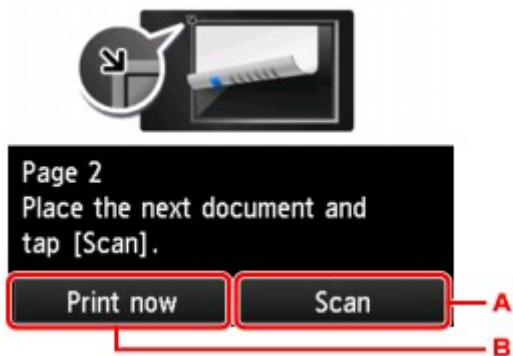 Page 2
Place the next document and
tap [Scan].
Print now
Scan
A
B